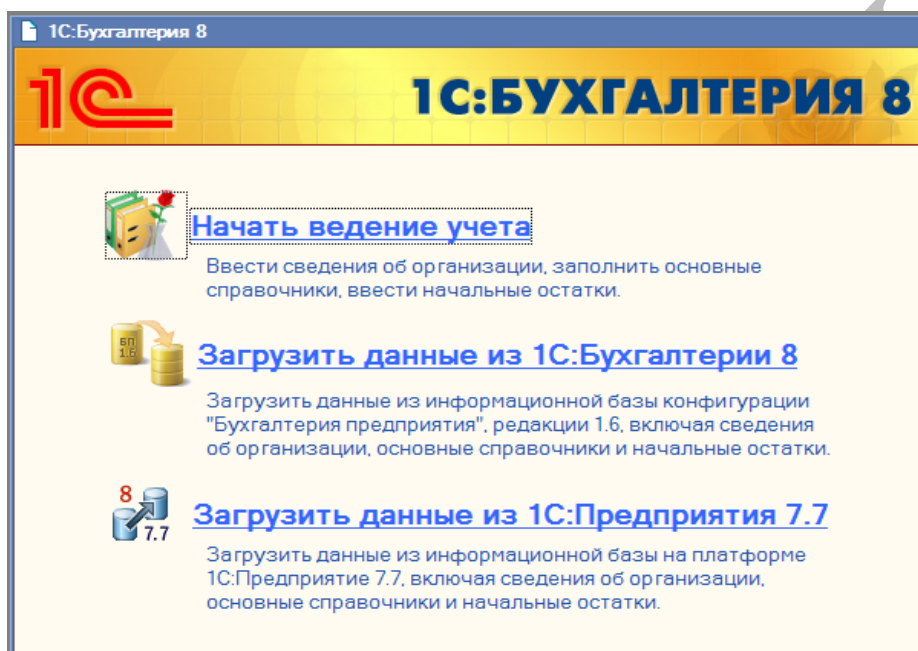 1С:Бухгалтерия 8
1С
1С:БУХГАЛТЕРИЯ 8
Начать ведение учета
Ввести сведения об организации, заполнить основные
справочники, ввести начальные остатки.
БП
1.6
Загрузить данные из 1С:Бухгалтерии 8
Загрузить данные из информационной базы конфигурации
"Бухгалтерия предприятия", редакции 1.6, включая сведения
об организации, основные справочники и начальные остатки.
8
7.7
Загрузить данные из 1С:Предприятия 7.7
Загрузить данные из информационной базы на платформе
1С:Предприятие 7.7, включая сведения об организации,
основные справочники и начальные остатки.